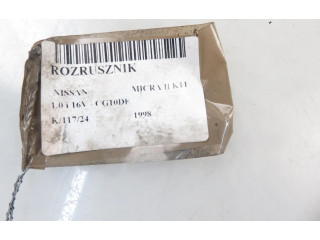 ROZRUSZNIK
NISSAN MICRA II K11
1.0 i 16V CG10DE
K/117/24 1998